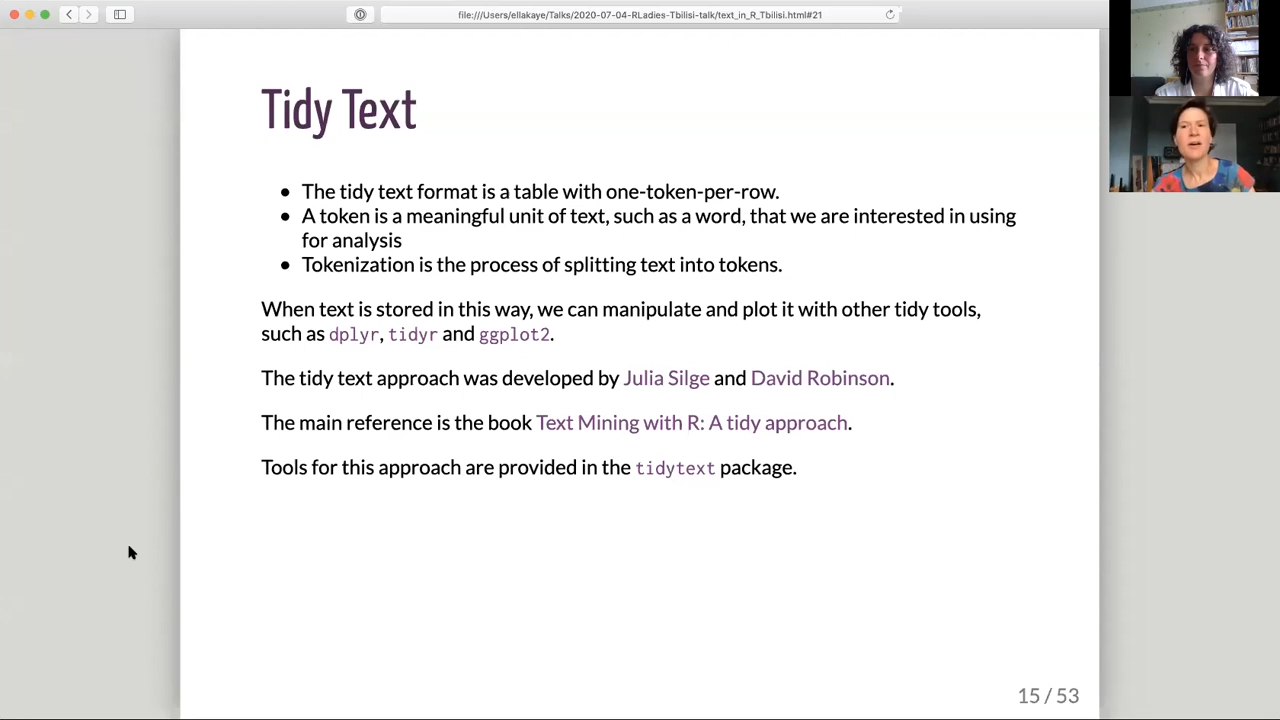 file:///Users/ellakaye/Talks/2020-07-04-RLadies-Tbilisi-talk/text_in_R_Tbilisi.html#21
Tidy Text
• The tidy text format is a table with one-token-per-row.
• A token is a meaningful unit of text, such as a word, that we are interested in using
for analysis
• Tokenization is the process of splitting text into tokens.
When text is stored in this way, we can manipulate and plot it with other tidy tools,
such as dplyr, tidyr and ggplot2.
The tidy text approach was developed by Julia Silge and David Robinson.
The main reference is the book Text Mining with R: A tidy approach.
Tools for this approach are provided in the tidytext package.
15 / 53